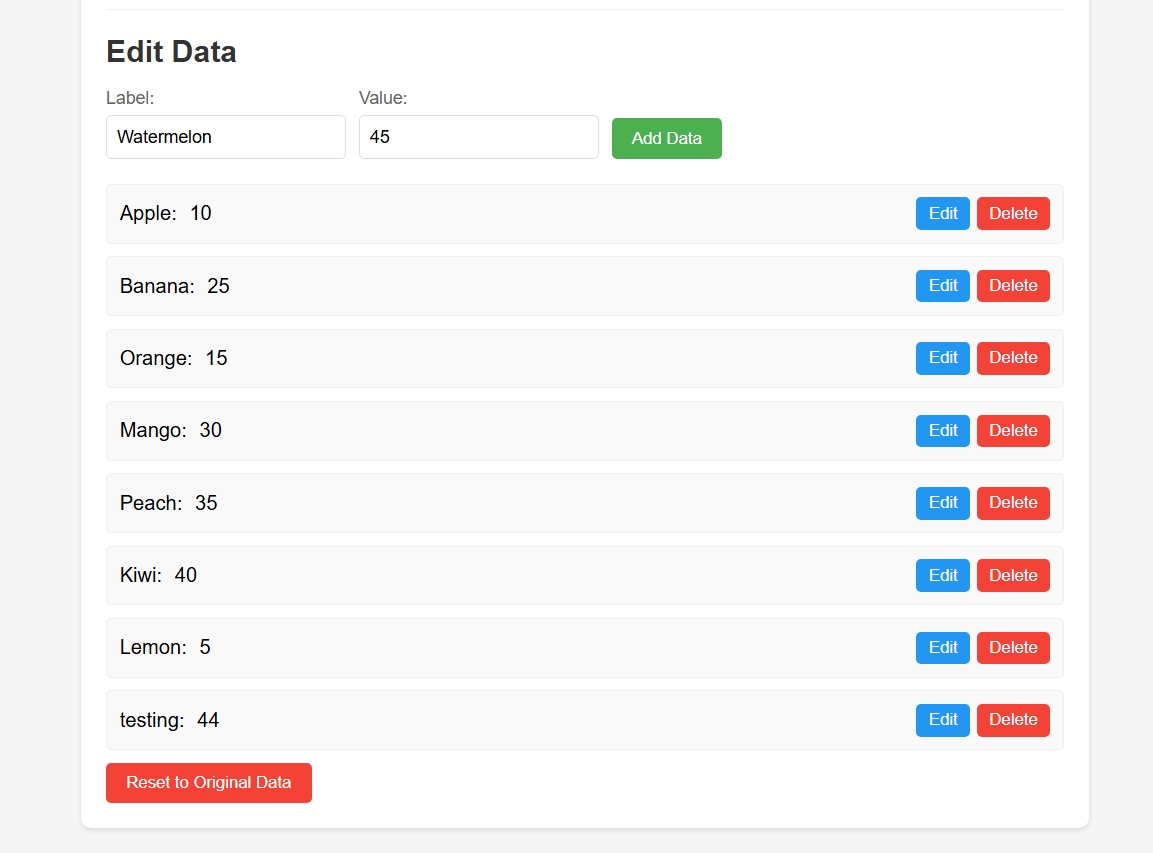 Edit Data
Label: Value:
Watermelon 45 Add Data
Apple: 10 Edit Delete
Banana: 25 Edit Delete
Orange: 15 Edit Delete
Mango: 30 Edit Delete
Peach: 35 Edit Delete
Kiwi: 40 Edit Delete
Lemon: 5 Edit Delete
testing: 44 Edit Delete
Reset to Original Data